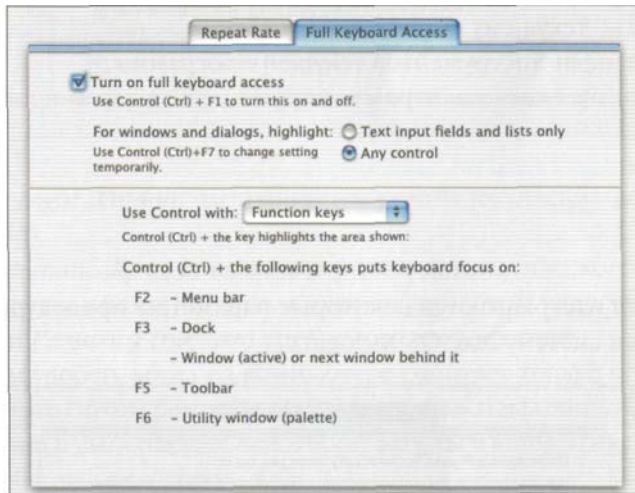 Repeat Rate
Full Keyboard Access
Turn on full keyboard access
Use Control (Ctrl) + F1 to turn this on and off.
For windows and dialogs, highlight:
Text input fields and lists only
Use Control (Ctrl)+F7 to change setting
temporarily.
Any control
Use Control with: Function keys
Control (Ctrl) + the key highlights the area shown:
Control (Ctrl) + the following keys puts keyboard focus on:
F2 – Menu bar
F3 – Dock
– Window (active) or next window behind it
F5 – Toolbar
F6 – Utility window (palette)